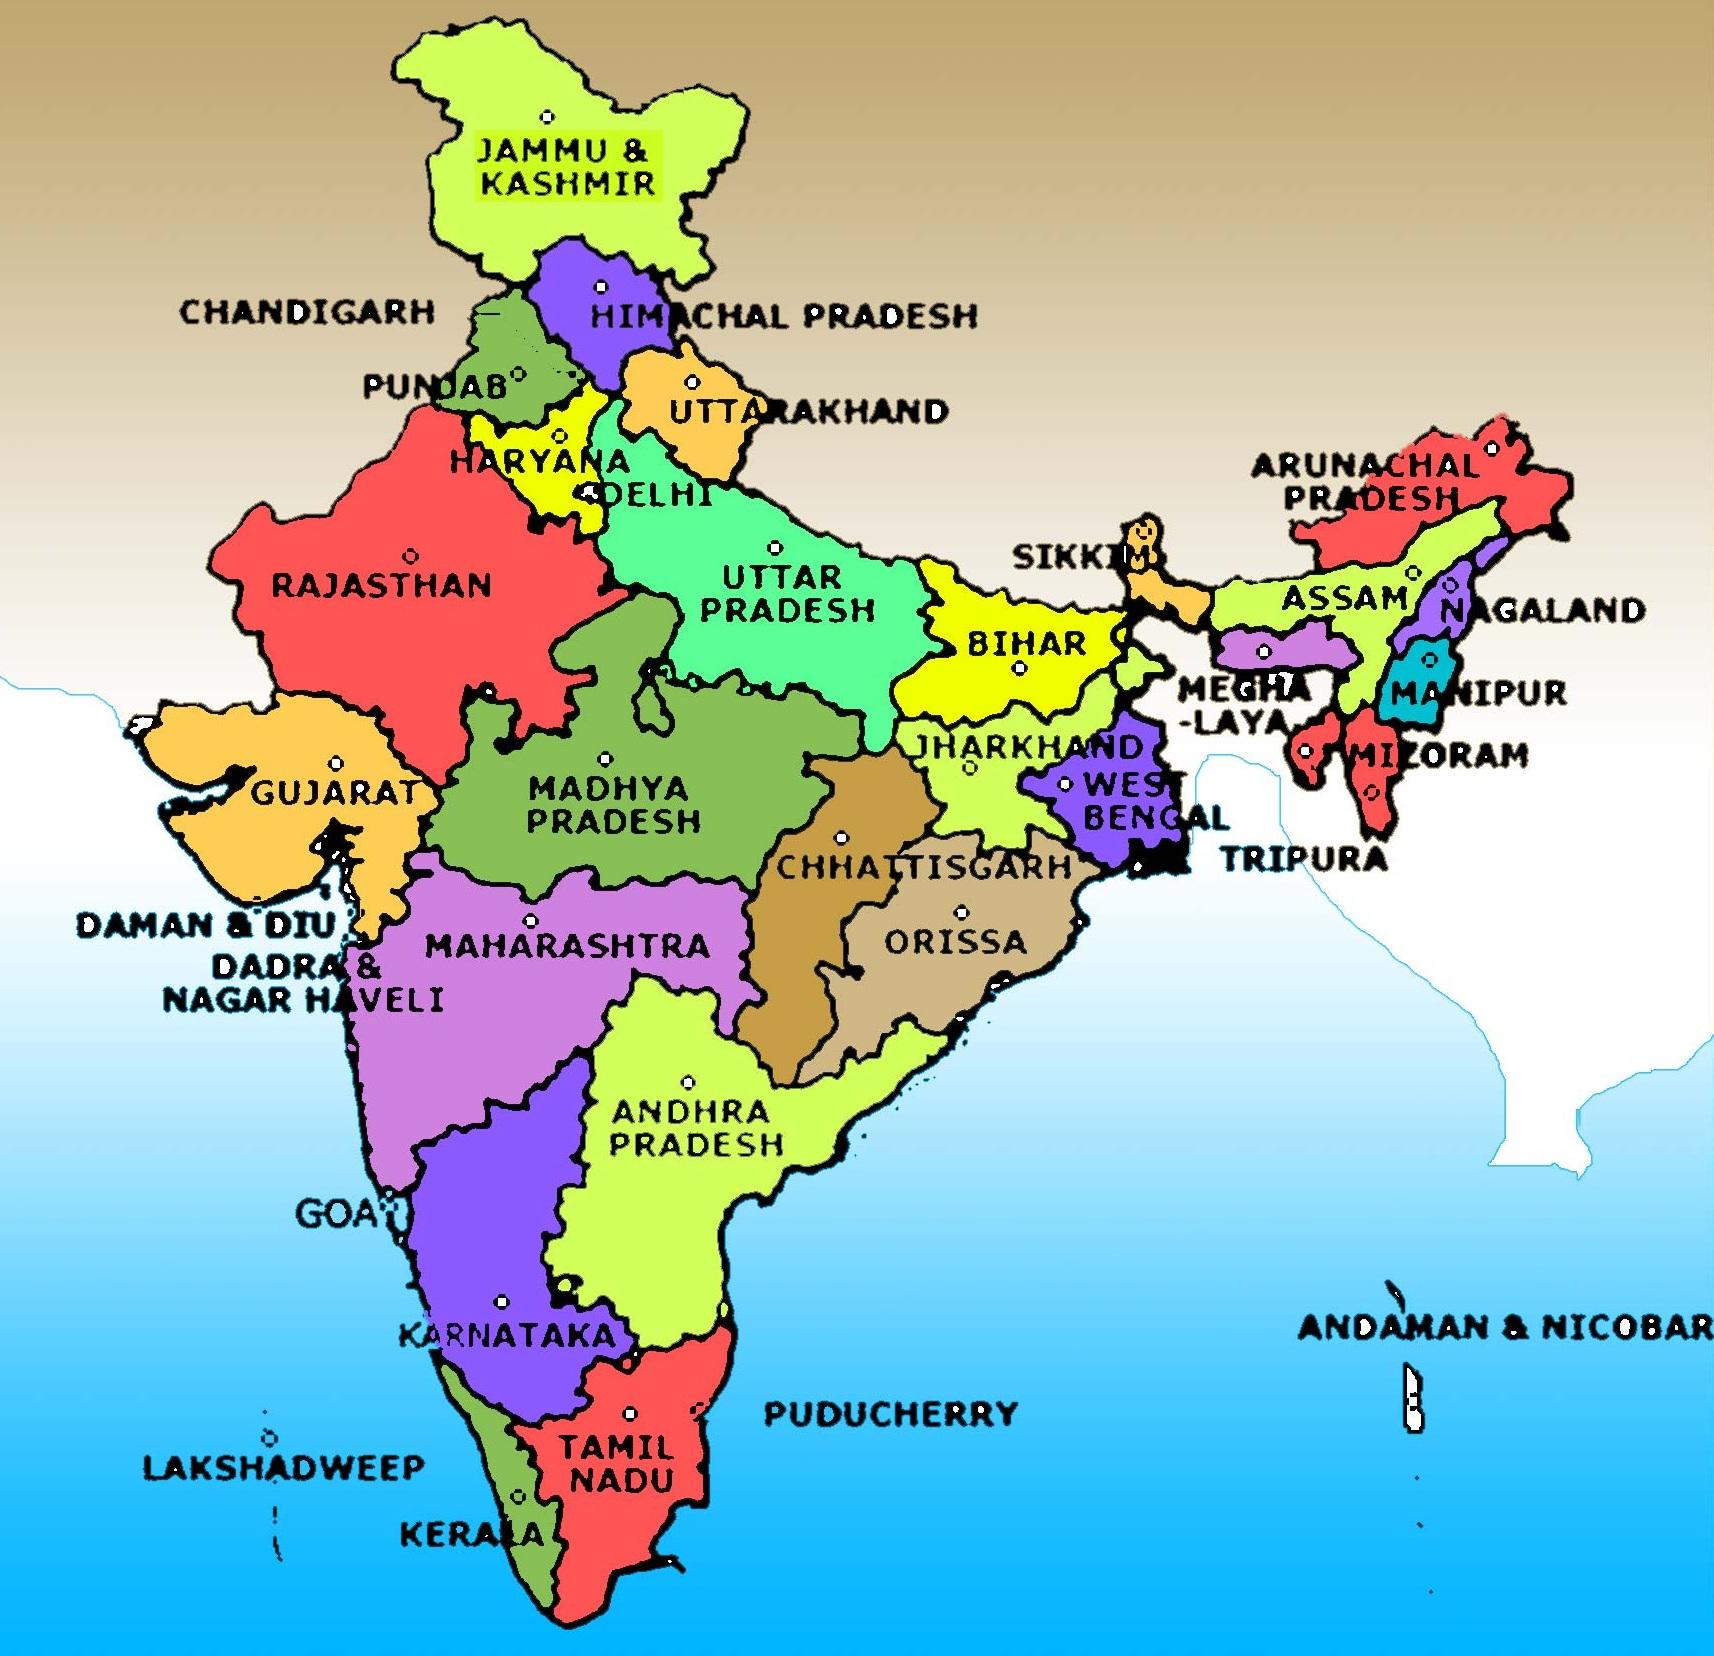 JAMMU &
KASHMIR
CHANDIGARH
HIMACHAL PRADESH
PUNJAB
UTTARAKHAND
HARYANA
DELHI
ARUNACHAL
PRADESH
SIKKIM
RAJASTHAN
UTTAR
PRADESH
ASSAM
NAGALAND
BIHAR
MEGHA
-LAYA
MANIPUR
JHARKHAND
MIZORAM
GUJARAT
MADHYA
PRADESH
WEST
BENGAL
CHHATTISGARH
TRIPURA
DAMAN & DIU
MAHARASHTRA
ORISSA
DADRA &
NAGAR HAVELI
ANDHRA
PRADESH
GOA
KARNATAKA
ANDAMAN & NICOBAR
PUDUCHERRY
TAMIL
NADU
LAKSHADWEEP
KERALA